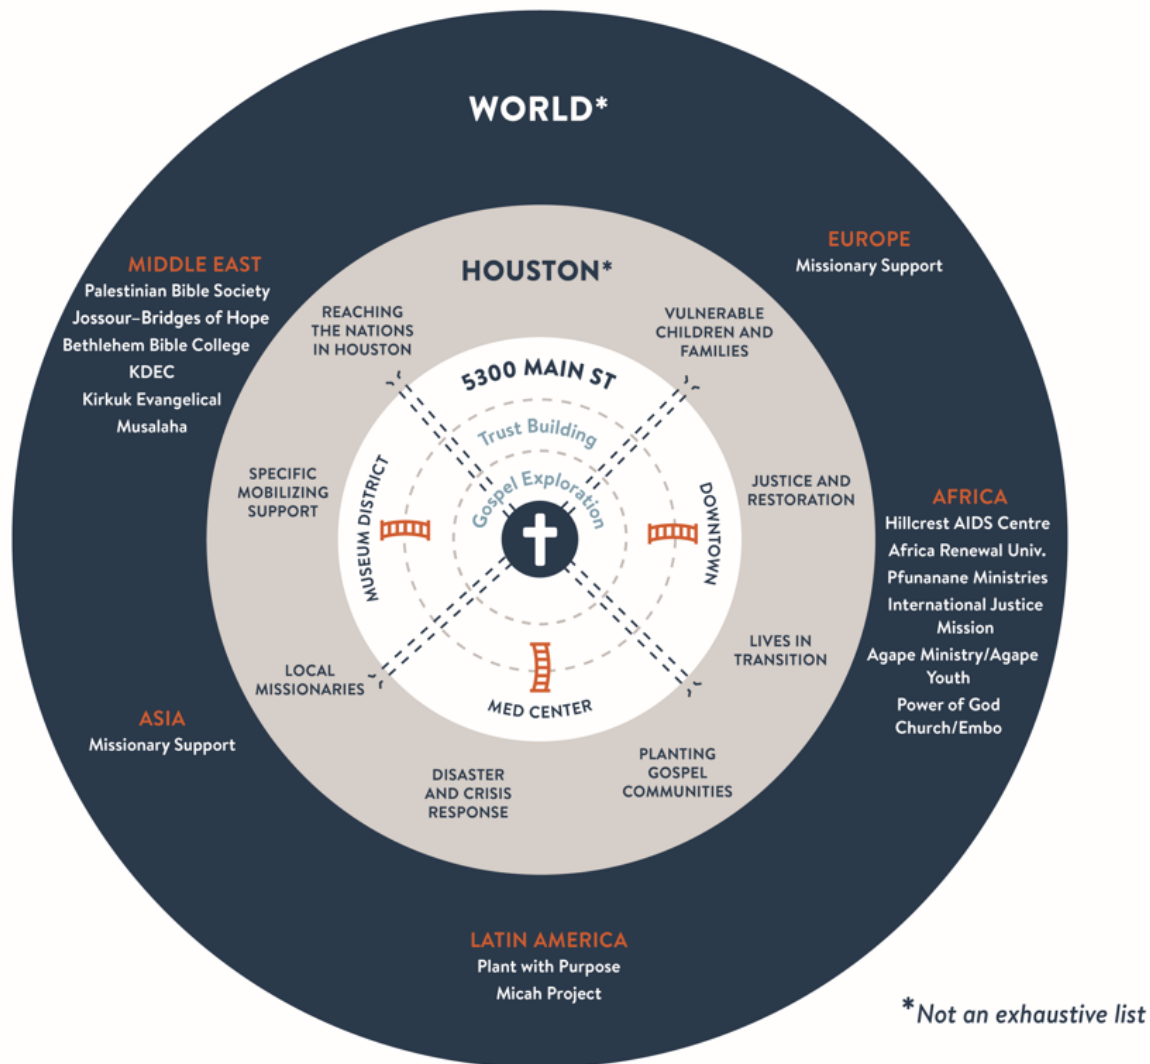 WORLD*
EUROPE
Missionary Support
MIDDLE EAST
Palestinian Bible Society
Jossour–Bridges of Hope
Bethlehem Bible College
KDEC
Kirkuk Evangelical
Musalaha
HOUSTON*
REACHING
THE NATIONS
IN HOUSTON
VULNERABLE
CHILDREN AND
FAMILIES
5300 MAIN ST
Trust Building
Gospel Exploration
SPECIFIC
MOBILIZING
SUPPORT
MUSEUM DISTRICT
DOWNTOWN
JUSTICE AND
RESTORATION
AFRICA
Hillcrest AIDS Centre
Africa Renewal Univ.
Pfunanane Ministries
International Justice
Mission
Agape Ministry/Agape
Youth
Power of God
Church/Embo
LOCAL
MISSIONARIES
LIVES IN
TRANSITION
MED CENTER
ASIA
Missionary Support
DISASTER
AND CRISIS
RESPONSE
PLANTING
GOSPEL
COMMUNITIES
LATIN AMERICA
Plant with Purpose
Micah Project
*Not an exhaustive list